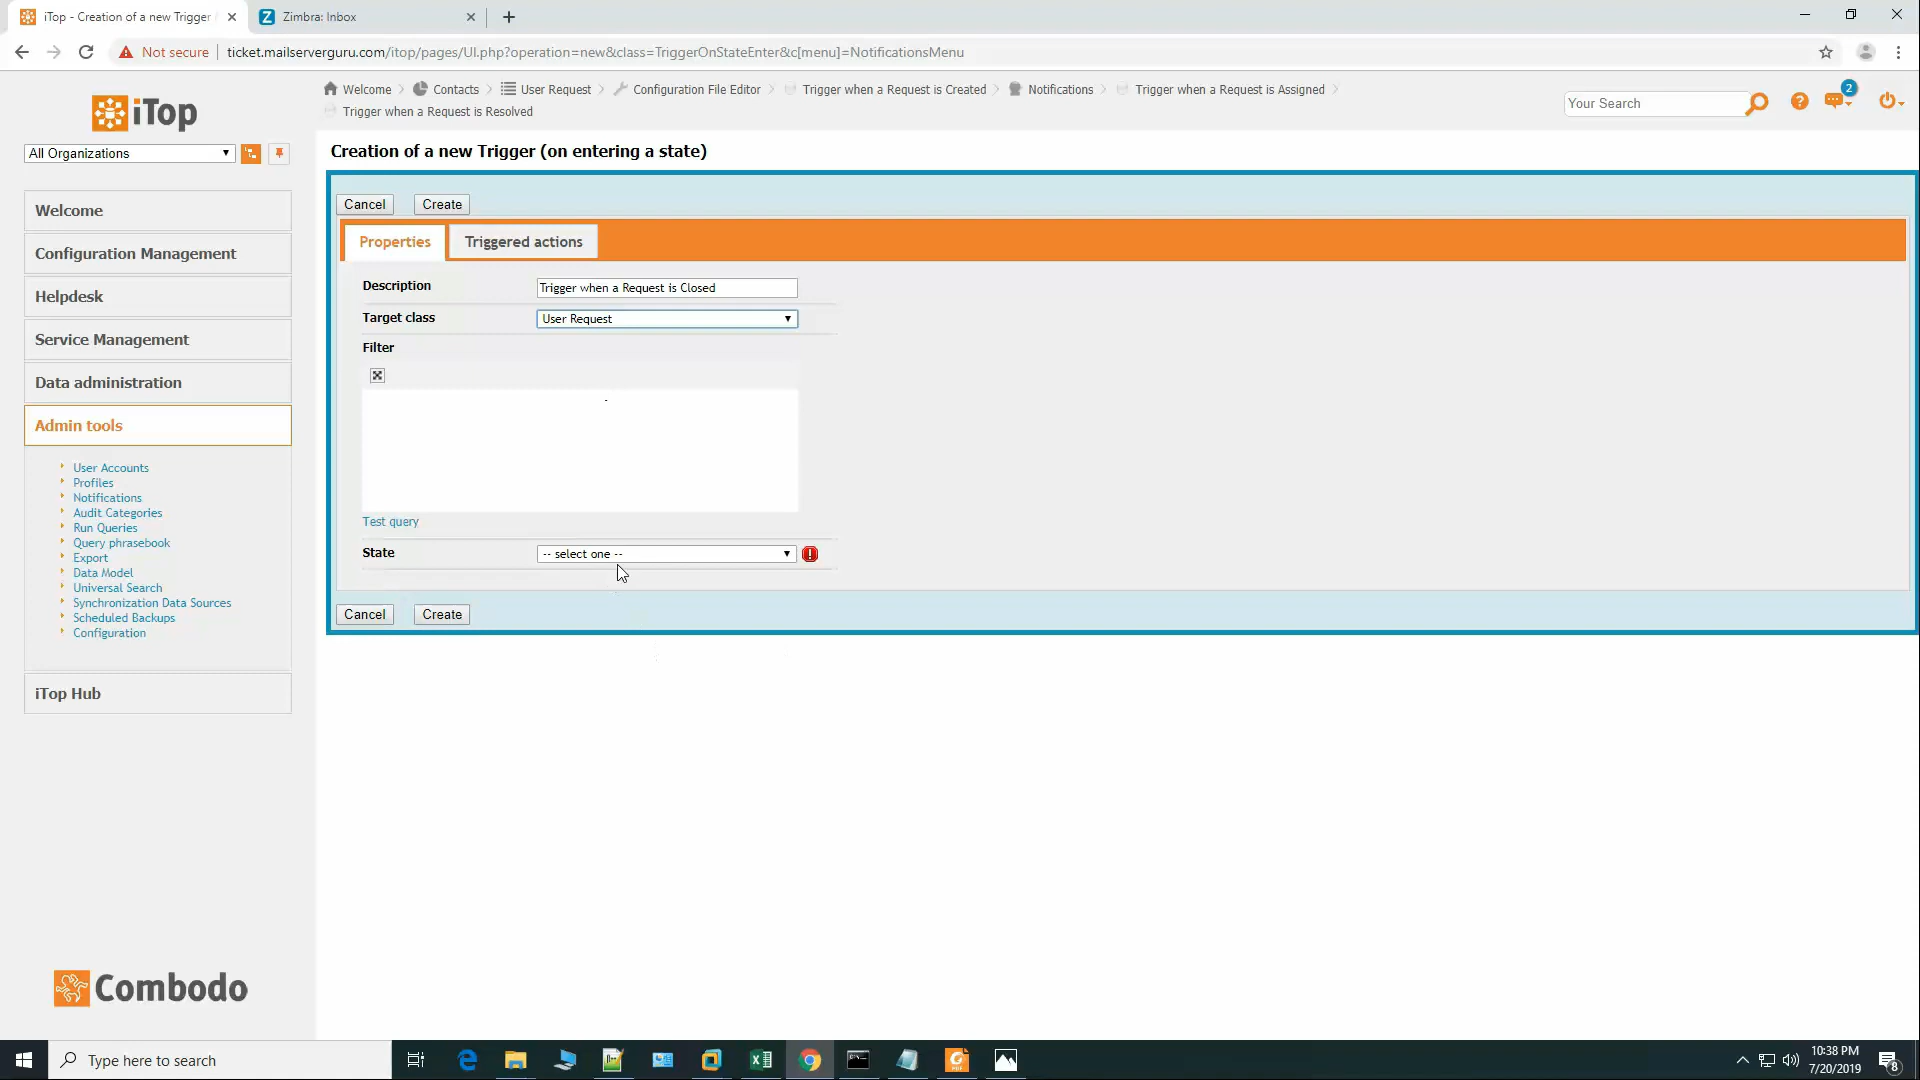 iTop - Creation of a new Trigger
Zimbra: Inbox
Not secure
ticket.mailserverguru.com/itop/pages/UI.php?operation=new&class=TriggerOnStateEnter&c[menu]=NotificationsMenu
iTop
All Organizations
Welcome
Configuration Management
Helpdesk
Service Management
Data administration
Admin tools
User Accounts
Profiles
Notifications
Audit Categories
Run Queries
Query phrasebook
Export
Data Model
Universal Search
Synchronization Data Sources
Scheduled Backups
Configuration
iTop Hub
Combodo
Welcome Contacts User Request Configuration File Editor Trigger when a Request is Created Notifications Trigger when a Request is Assigned
Trigger when a Request is Resolved
Your Search
2
Creation of a new Trigger (on entering a state)
Cancel Create
Properties Triggered actions
Description Trigger when a Request is Closed
Target class User Request
Filter
Test query
State -- select one --
Cancel Create
Type here to search
10:38 PM
7/20/2019
8